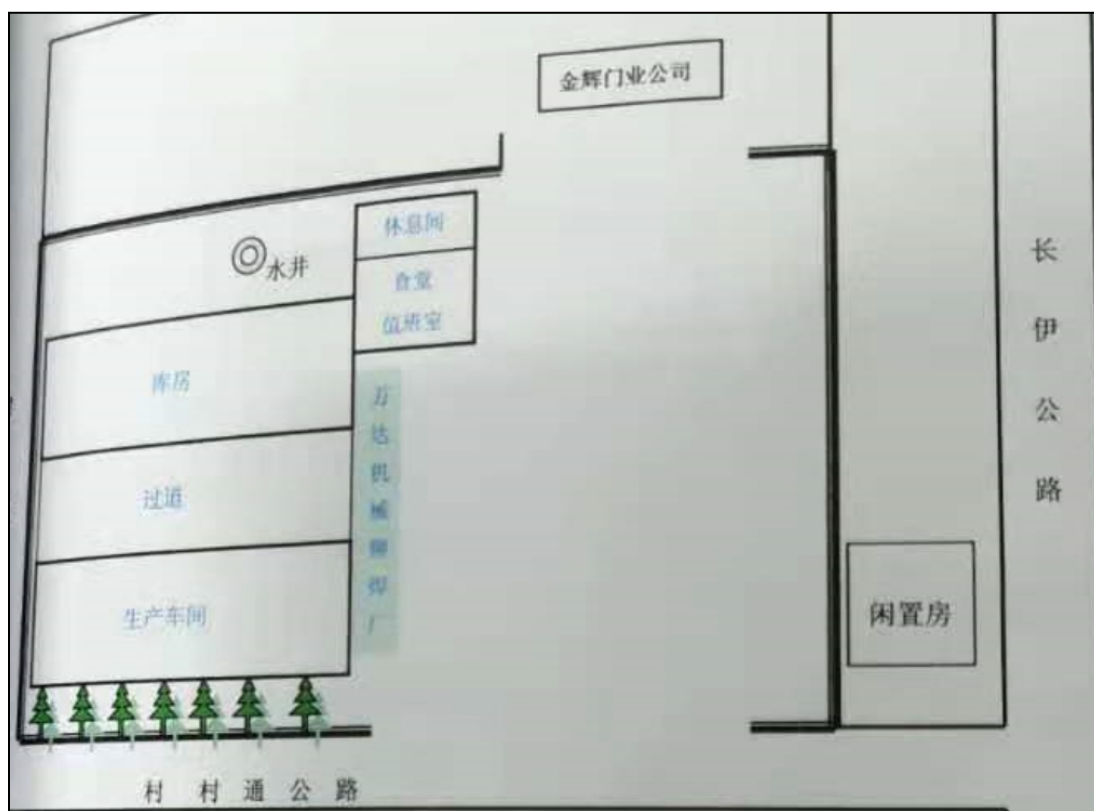 金辉门业公司
休息间
水井
食堂
值班室
库房
过道
万达机械铆焊厂
生产车间
长伊公路
闲置房
村村通公路